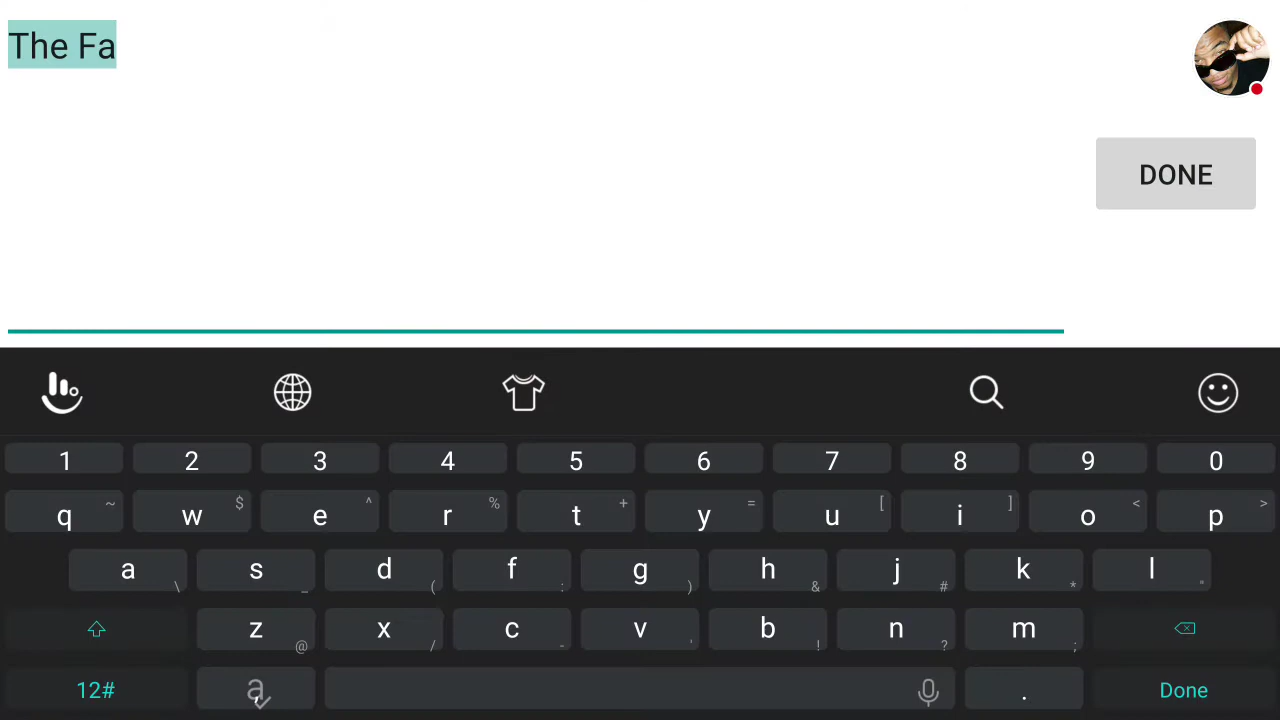 The Fa
DONE
1 2 3 4 5 6 7 8 9 0
q ~ w $ e ^ r % t + y = u [ i ] o < p >
a \ s _ d ( f : g ) h & j # k * l "
z @ x / c - v ' b ! n ? m ;
12# a , . Done